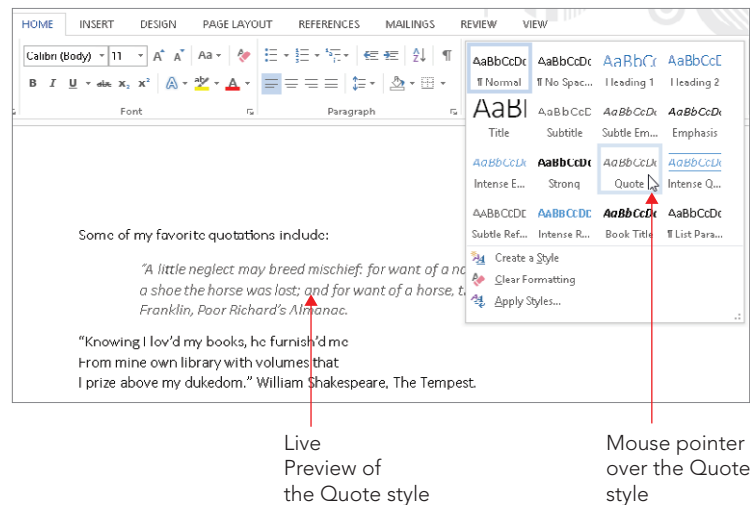 HOME INSERT DESIGN PAGE LAYOUT REFERENCES MAILINGS REVIEW VIEW
Calibri (Body) 11 A A Aa
B I U abc x₂ x² A aby A
Font Paragraph
AaBbCcDc AaBbCcDc AaBbCc AaBbCcE
¶ Normal ¶ No Spac... Heading 1 Heading 2
AaBl AaBbCcD AaBbCcDc AaBbCcDc
Title Subtitle Subtle Em... Emphasis
AaBbCcDc AaBbCcDc AaBbCcDc AaBbCcDc
Intense E... Strong Quote Intense Q...
AaBbCcDc AaBbCcDc AaBbCcDc AaBbCcDc
Subtle Ref... Intense R... Book Title ¶ List Para...
Create a Style
Clear Formatting
Apply Styles...
Some of my favorite quotations include:
"A little neglect may breed mischief: for want of a
a shoe the horse was lost; and for want of a horse,
Franklin, Poor Richard's Almanac.
"Knowing I lov'd my books, he furnish'd me
From mine own library with volumes that
I prize above my dukedom." William Shakespeare, The Tempest.
Live
Preview of
the Quote style
Mouse pointer
over the Quote
style